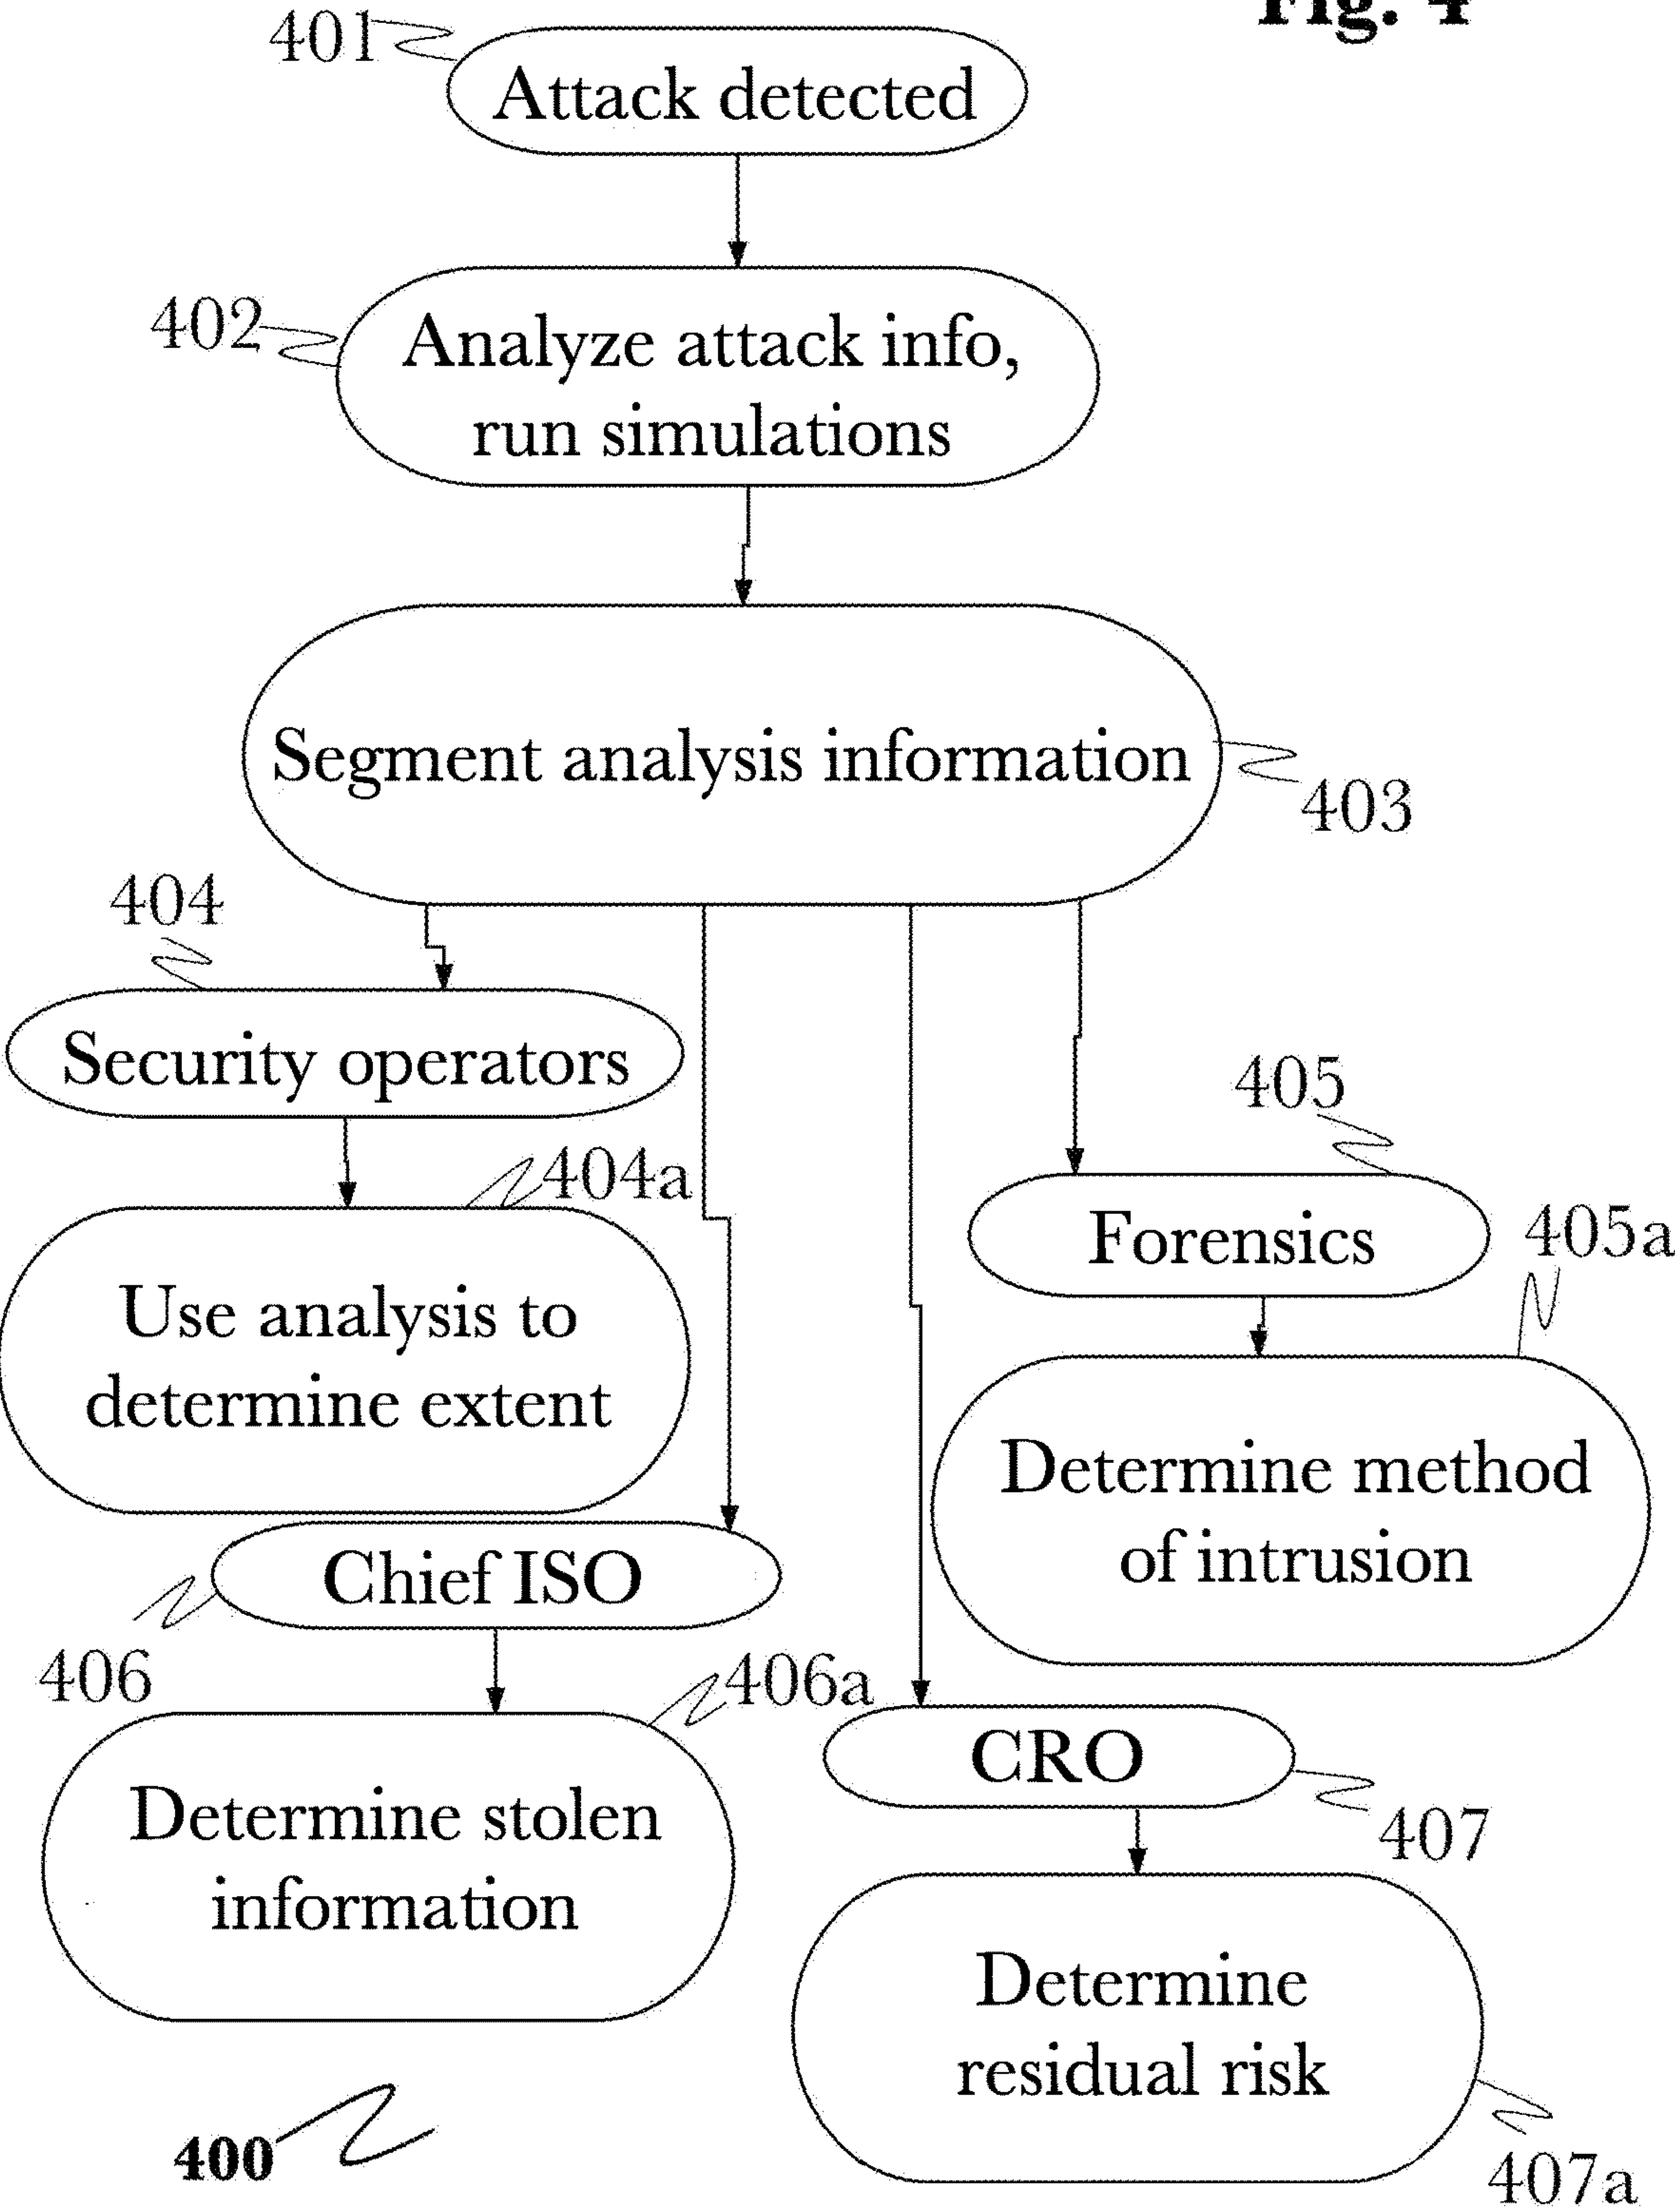 Fig. 4
401
Attack detected
402
Analyze attack info,
run simulations
Segment analysis information
403
404
Security operators
405
404a
Forensics
405a
Use analysis to
determine extent
Determine method
of intrusion
Chief ISO
406
406a
CRO
407
Determine stolen
information
Determine
residual risk
400
407a